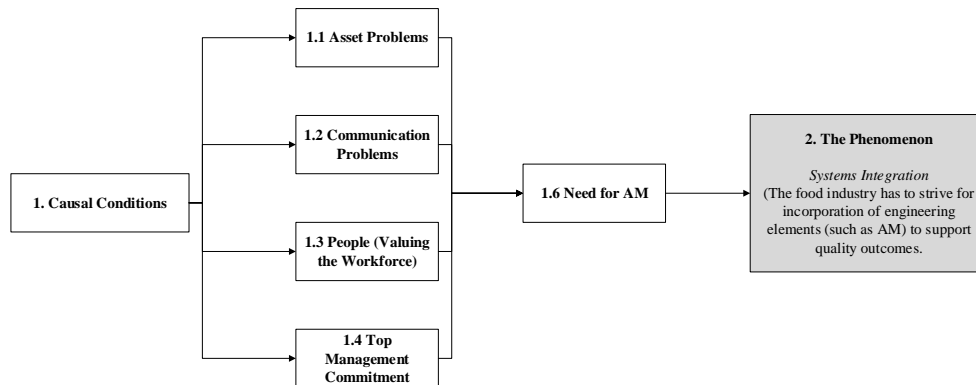 1. Causal Conditions
1.1 Asset Problems
1.2 Communication
Problems
1.3 People (Valuing
the Workforce)
1.4 Top
Management
Commitment
1.6 Need for AM
2. The Phenomenon
Systems Integration
(The food industry has to strive for
incorporation of engineering
elements (such as AM) to support
quality outcomes.